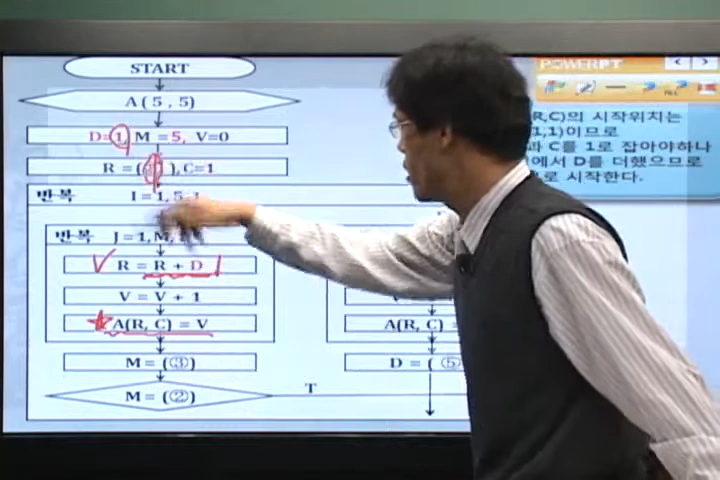 START
A ( 5 , 5 )
D=1, M = 5, V=0
R = ( ), C=1
반복 I = 1, 5
반복 J = 1, M,
R = R + D
V = V + 1
A(R, C) = V
M = (③)
M = (②)
T
A(R, C) =
D = ( ⑤
POWERPT
R,C)의 시작위치는
1,1)이므로
과 C를 1로 잡아야하나
에서 D를 더했으므로
로 시작한다.